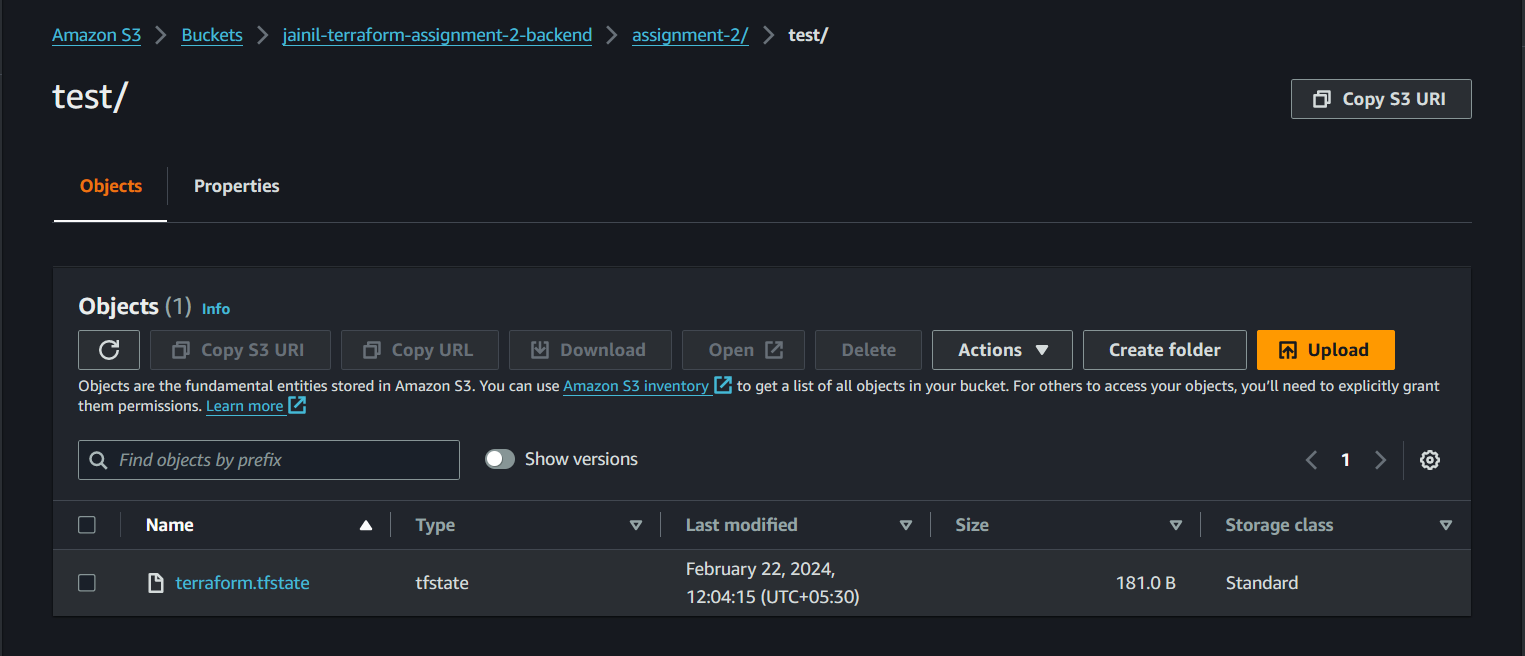 Amazon S3 > Buckets > jainil-terraform-assignment-2-backend > assignment-2/ > test/
test/
Copy S3 URI
Objects
Properties
Objects (1) Info
Copy S3 URI
Copy URL
Download
Open
Delete
Actions
Create folder
Upload
Objects are the fundamental entities stored in Amazon S3. You can use Amazon S3 inventory to get a list of all objects in your bucket. For others to access your objects, you’ll need to explicitly grant
them permissions. Learn more
Find objects by prefix
Show versions
1
Name
Type
Last modified
Size
Storage class
terraform.tfstate
tfstate
February 22, 2024,
12:04:15 (UTC+05:30)
181.0 B
Standard